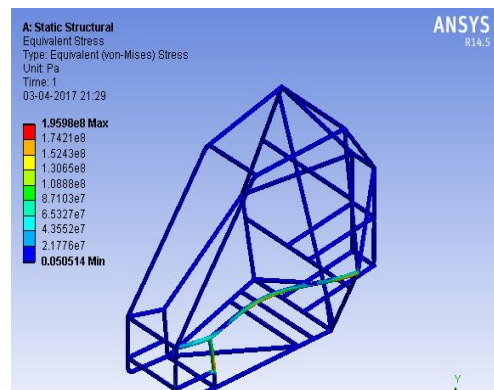 A: Static Structural
Equivalent Stress
Type: Equivalent (von-Mises) Stress
Unit: Pa
Time: 1
03-04-2017 21:29
1.9598e8 Max
1.7421e8
1.5243e8
1.3065e8
1.0888e8
8.7103e7
6.5327e7
4.3552e7
2.1776e7
0.050514 Min
ANSYS
R14.5
Y